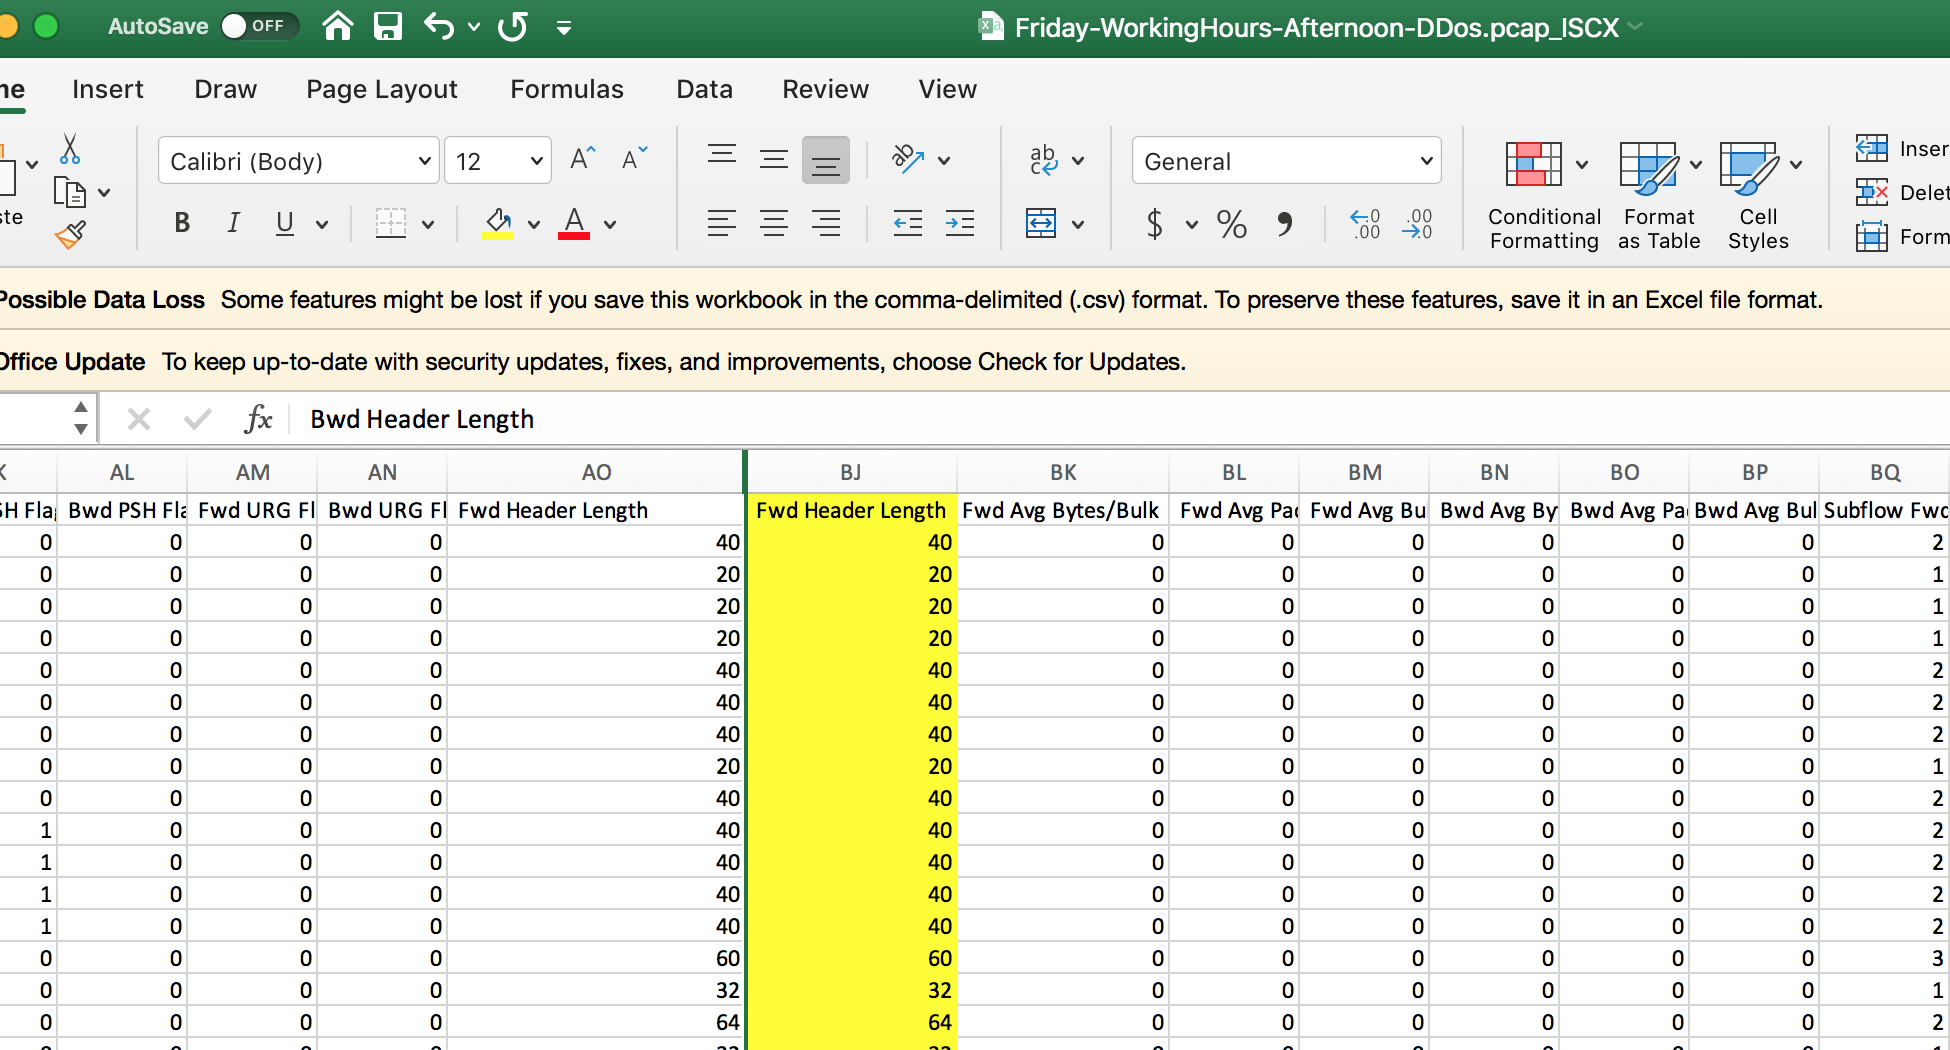 AutoSave OFF Friday-WorkingHours-Afternoon-DDos.pcap_ISCX
me Insert Draw Page Layout Formulas Data Review View
Calibri (Body) 12 A A ab ab c General Inser
Delet
ste B I U A $ % , .0 .00 .00 .0 Conditional Formatting Format as Table Cell Styles Form
Possible Data Loss Some features might be lost if you save this workbook in the comma-delimited (.csv) format. To preserve these features, save it in an Excel file format.
Office Update To keep up-to-date with security updates, fixes, and improvements, choose Check for Updates.
fx Bwd Header Length
K AL AM AN AO BJ BK BL BM BN BO BP BQ
SH Flag Bwd PSH Fla Fwd URG Fl Bwd URG Fl Fwd Header Length Fwd Header Length Fwd Avg Bytes/Bulk Fwd Avg Pac Fwd Avg Bu Bwd Avg By Bwd Avg Pa Bwd Avg Bul Subflow Fwd
0 0 0 0 40 40 0 0 0 0 0 0 2
0 0 0 0 20 20 0 0 0 0 0 0 1
0 0 0 0 20 20 0 0 0 0 0 0 1
0 0 0 0 20 20 0 0 0 0 0 0 1
0 0 0 0 40 40 0 0 0 0 0 0 2
0 0 0 0 40 40 0 0 0 0 0 0 2
0 0 0 0 40 40 0 0 0 0 0 0 2
0 0 0 0 20 20 0 0 0 0 0 0 1
0 0 0 0 40 40 0 0 0 0 0 0 2
1 0 0 0 40 40 0 0 0 0 0 0 2
1 0 0 0 40 40 0 0 0 0 0 0 2
1 0 0 0 40 40 0 0 0 0 0 0 2
1 0 0 0 40 40 0 0 0 0 0 0 2
0 0 0 0 60 60 0 0 0 0 0 0 3
0 0 0 0 32 32 0 0 0 0 0 0 1
0 0 0 0 64 64 0 0 0 0 0 0 2